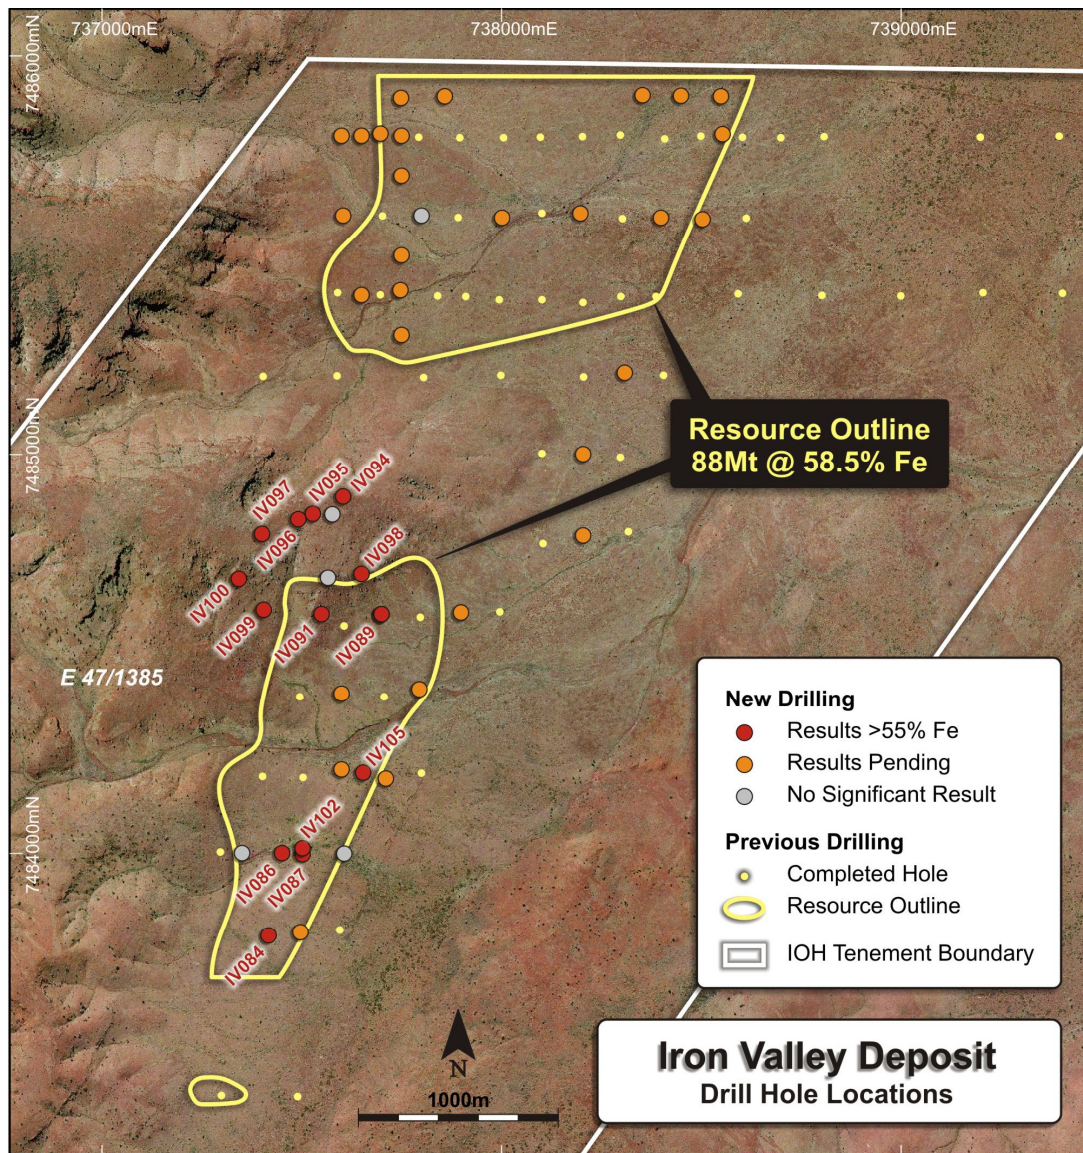 737000mE
738000mE
739000mE
7486000mN
7485000mN
7484000mN
Resource Outline
88Mt @ 58.5% Fe
IV097
IV095
IV094
IV096
IV098
IV100
IV099
IV091
IV089
E 47/1385
IV105
IV102
IV086
IV087
IV084
New Drilling
Results >55% Fe
Results Pending
No Significant Result
Previous Drilling
Completed Hole
Resource Outline
IOH Tenement Boundary
N
1000m
Iron Valley Deposit
Drill Hole Locations